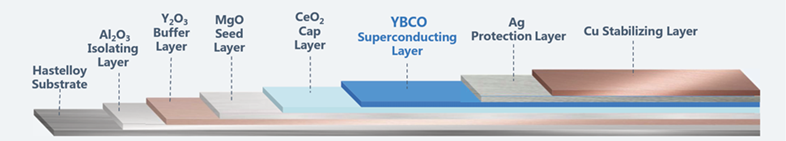 Hastelloy
Substrate
Al₂O₃
Isolating
Layer
Y₂O₃
Buffer
Layer
MgO
Seed
Layer
CeO₂
Cap
Layer
YBCO
Superconducting
Layer
Ag
Protection Layer
Cu Stabilizing Layer